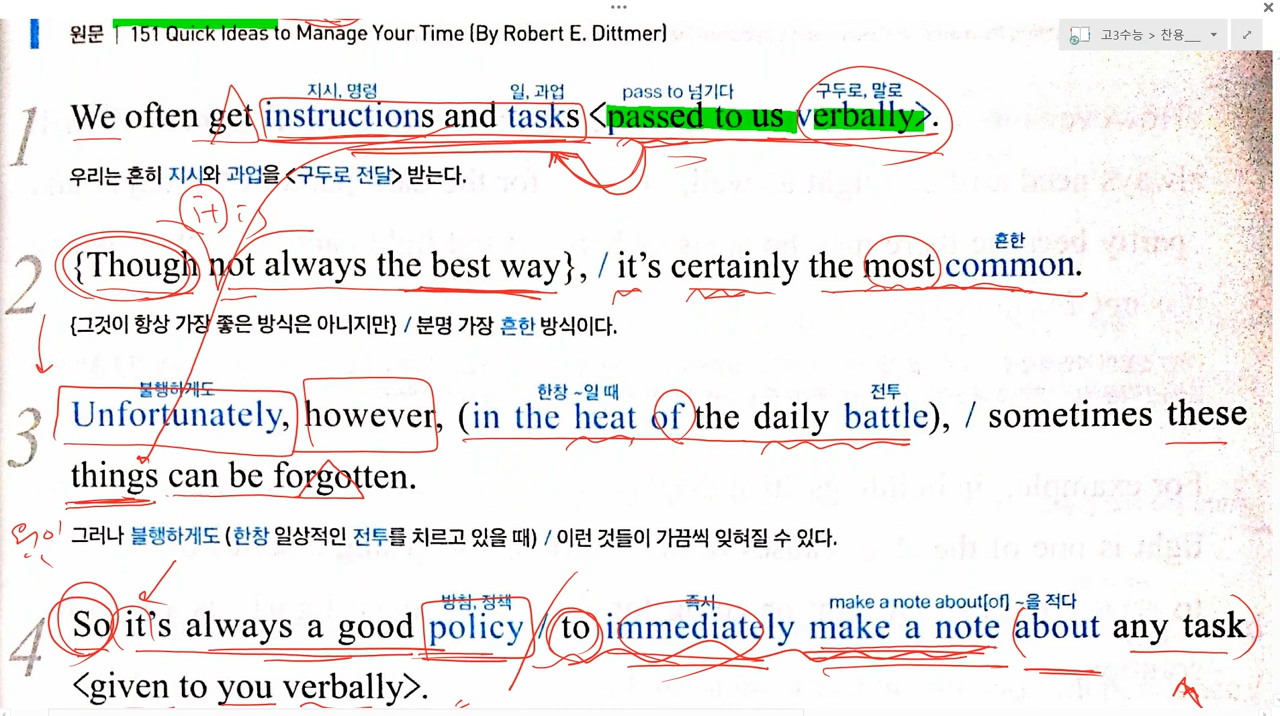 원문 | 151 Quick Ideas to Manage Your Time (By Robert E. Dittmer)
고3수능 > 찬용__
지시, 명령 일, 과업 pass to 넘기다 구두로, 말로
1 We often get instructions and tasks <passed to us verbally>.
우리는 흔히 지시와 과업을 <구두로 전달> 받는다.
it is
흔한
2 {Though not always the best way}, / it's certainly the most common.
{그것이 항상 가장 좋은 방식은 아니지만} / 분명 가장 흔한 방식이다.
불행하게도 한창 ~일 때 전투
3 Unfortunately, however, (in the heat of the daily battle), / sometimes these
things can be forgotten.
그러나 불행하게도 (한창 일상적인 전투를 치르고 있을 때) / 이런 것들이 가끔씩 잊혀질 수 있다.
방침, 정책 즉시 make a note about[of] ~을 적다
4 So it's always a good policy / to immediately make a note about any task
<given to you verbally>.